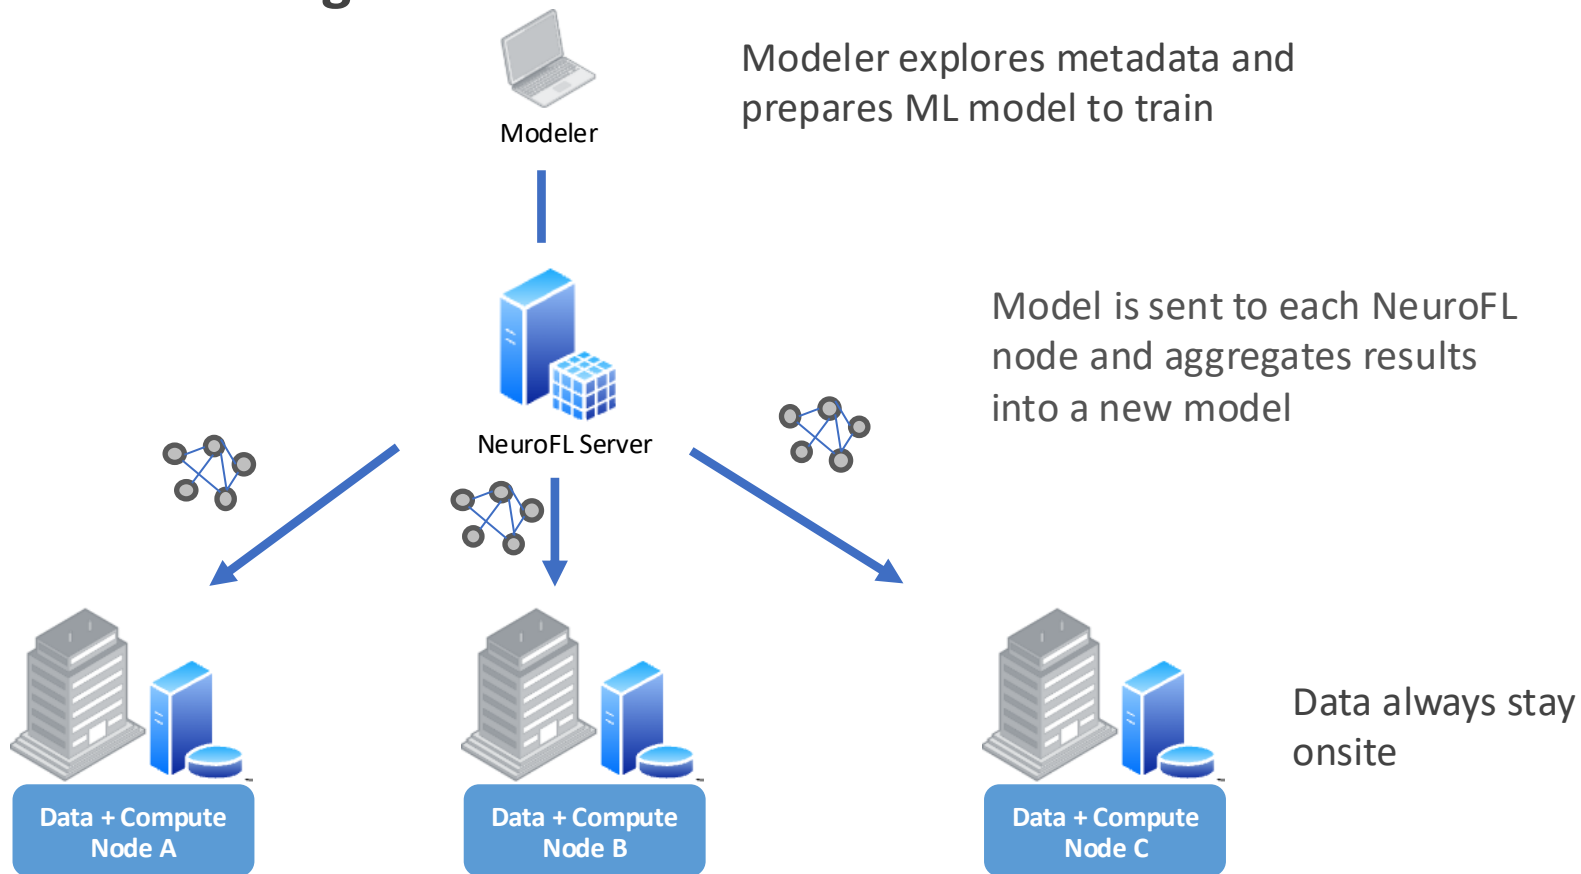 Modeler explores metadata and
prepares ML model to train
Modeler
Model is sent to each NeuroFL
node and aggregates results
into a new model
NeuroFL Server
Data always stay
onsite
Data + Compute
Node A
Data + Compute
Node B
Data + Compute
Node C